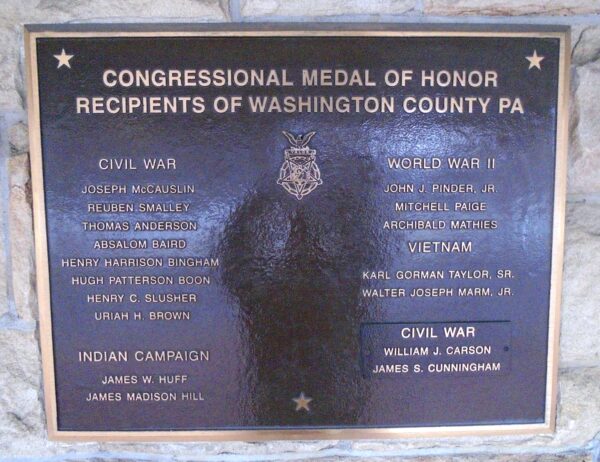 CONGRESSIONAL MEDAL OF HONOR
RECIPIENTS OF WASHINGTON COUNTY PA
CIVIL WAR
JOSEPH McCAUSLIN
REUBEN SMALLEY
THOMAS ANDERSON
ABSALOM BAIRD
HENRY HARRISON BINGHAM
HUGH PATTERSON BOON
HENRY C. SLUSHER
URIAH H. BROWN
INDIAN CAMPAIGN
JAMES W. HUFF
JAMES MADISON HILL
WORLD WAR II
JOHN J. PINDER, JR.
MITCHELL PAIGE
ARCHIBALD MATHIES
VIETNAM
KARL GORMAN TAYLOR, SR.
WALTER JOSEPH MARM, JR.
CIVIL WAR
WILLIAM J. CARSON
JAMES S. CUNNINGHAM